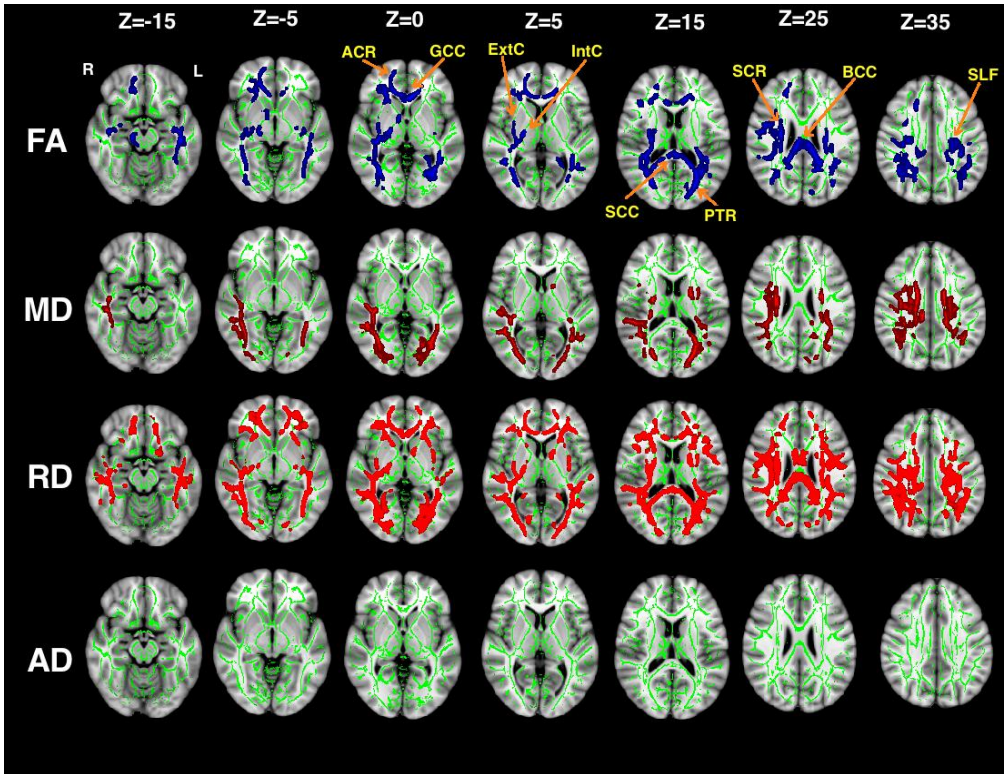 Z=-15 Z=-5 Z=0 Z=5 Z=15 Z=25 Z=35
ACR GCC ExtC IntC
R L SCR BCC SLF
FA
SCC PTR
MD
RD
AD